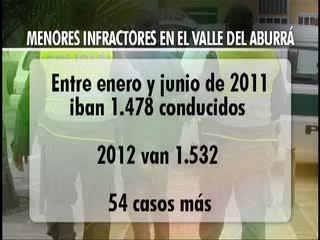 MENORES INFRACTORES EN EL VALLE DEL ABURRÁ
Entre enero y junio de 2011
iban 1.478 conducidos
2012 van 1.532
54 casos más